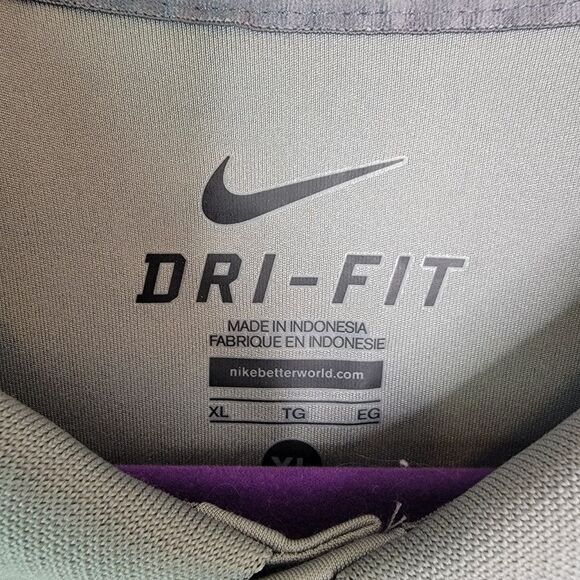 DRI-FIT
MADE IN INDONESIA
FABRIQUE EN INDONESIE
nikebetterworld.com
XL TG EG
XL